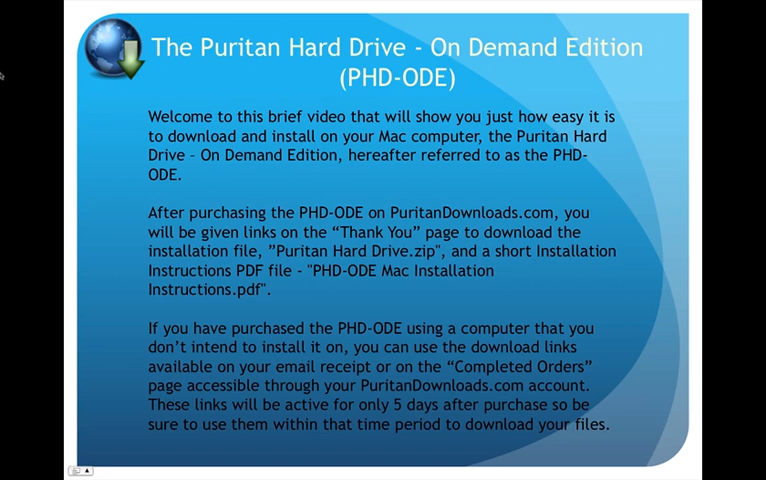 The Puritan Hard Drive - On Demand Edition
(PHD-ODE)
Welcome to this brief video that will show you just how easy it is
to download and install on your Mac computer, the Puritan Hard
Drive – On Demand Edition, hereafter referred to as the PHD-
ODE.
After purchasing the PHD-ODE on PuritanDownloads.com, you
will be given links on the “Thank You” page to download the
installation file, ”Puritan Hard Drive.zip", and a short Installation
Instructions PDF file - "PHD-ODE Mac Installation
Instructions.pdf".
If you have purchased the PHD-ODE using a computer that you
don’t intend to install it on, you can use the download links
available on your email receipt or on the “Completed Orders”
page accessible through your PuritanDownloads.com account.
These links will be active for only 5 days after purchase so be
sure to use them within that time period to download your files.